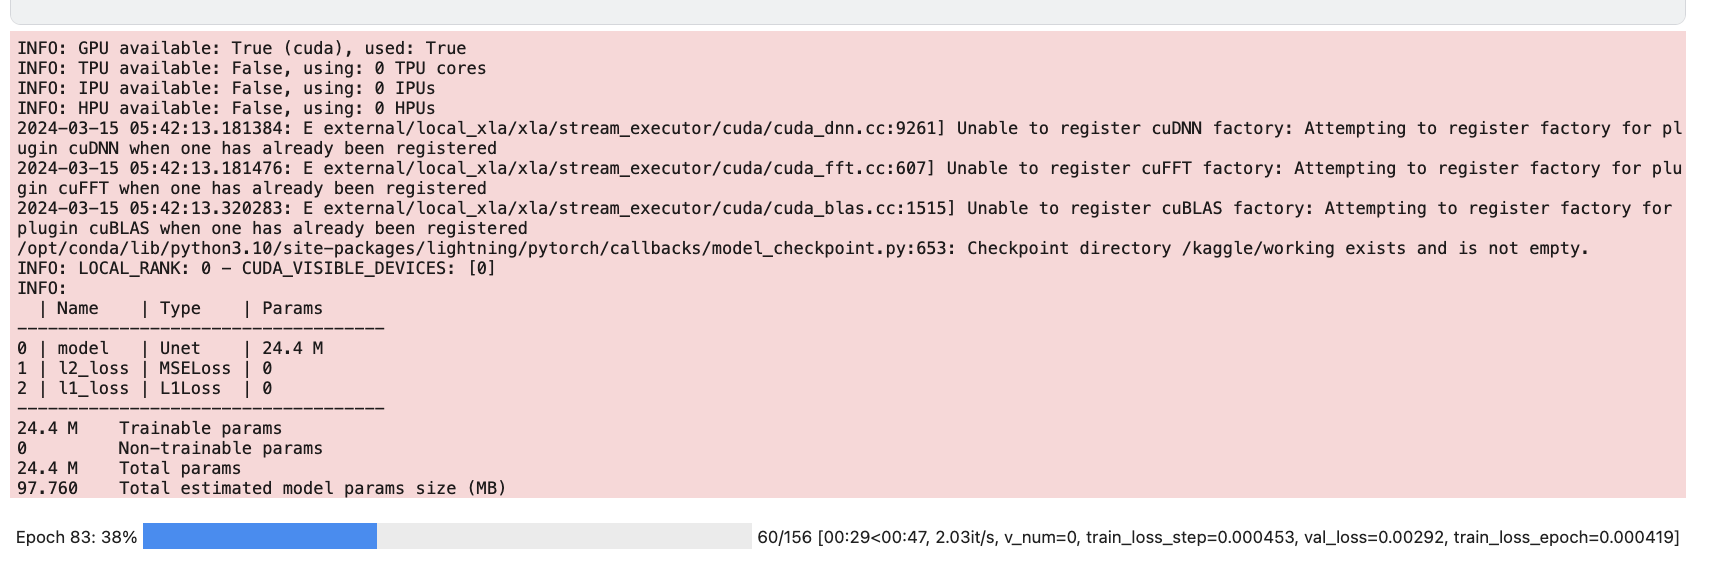 INFO: GPU available: True (cuda), used: True
INFO: TPU available: False, using: 0 TPU cores
INFO: IPU available: False, using: 0 IPUs
INFO: HPU available: False, using: 0 HPUs
2024-03-15 05:42:13.181384: E external/local_xla/xla/stream_executor/cuda/cuda_dnn.cc:9261] Unable to register cuDNN factory: Attempting to register factory for pl
ugin cuDNN when one has already been registered
2024-03-15 05:42:13.181476: E external/local_xla/xla/stream_executor/cuda/cuda_fft.cc:607] Unable to register cuFFT factory: Attempting to register factory for plu
gin cuFFT when one has already been registered
2024-03-15 05:42:13.320283: E external/local_xla/xla/stream_executor/cuda/cuda_blas.cc:1515] Unable to register cuBLAS factory: Attempting to register factory for
plugin cuBLAS when one has already been registered
/opt/conda/lib/python3.10/site-packages/lightning/pytorch/callbacks/model_checkpoint.py:653: Checkpoint directory /kaggle/working exists and is not empty.
INFO: LOCAL_RANK: 0 - CUDA_VISIBLE_DEVICES: [0]
INFO:
  | Name    | Type    | Params
------------------------------------
0 | model   | Unet    | 24.4 M
1 | l2_loss | MSELoss | 0
2 | l1_loss | L1Loss  | 0
------------------------------------
24.4 M    Trainable params
0         Non-trainable params
24.4 M    Total params
97.760    Total estimated model params size (MB)
Epoch 83: 38% 60/156 [00:29<00:47, 2.03it/s, v_num=0, train_loss_step=0.000453, val_loss=0.00292, train_loss_epoch=0.000419]